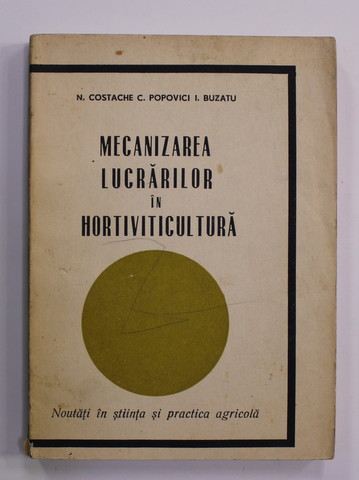 N. COSTACHE C. POPOVICI I. BUZATU
MECANIZAREA
LUCRĂRILOR
ÎN
HORTIVITICULTURĂ
Noutăți în știința și practica agricolă